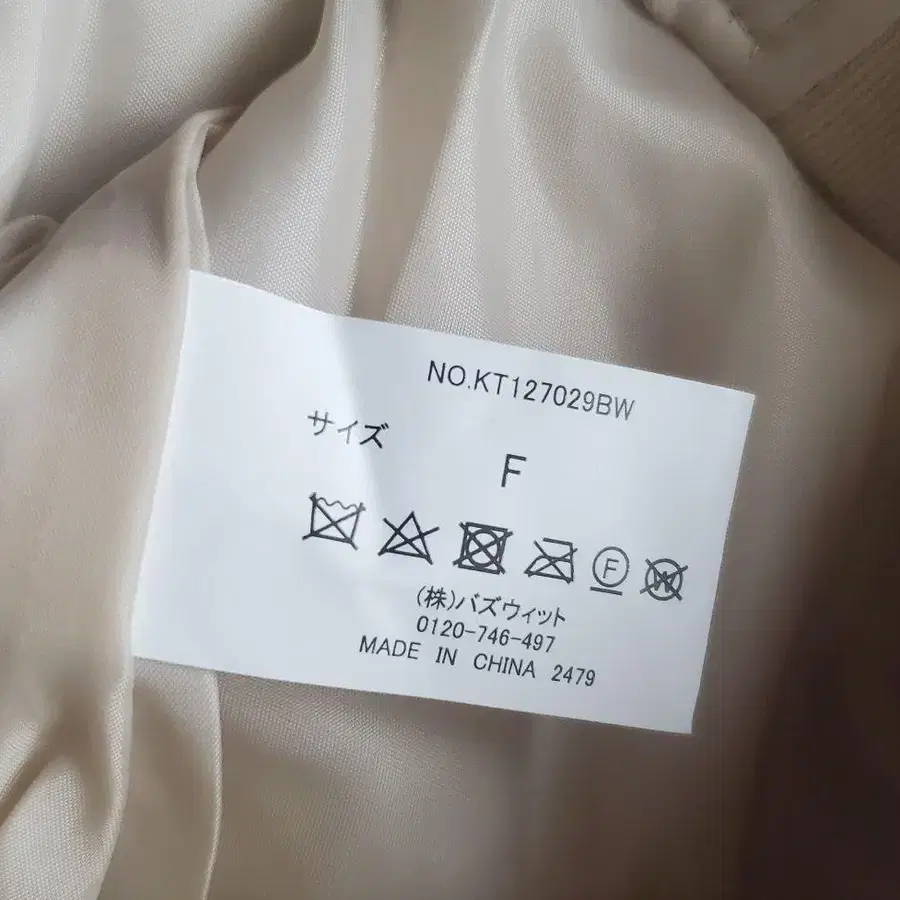 NO.KT127029BW
サイズ
F
F W
(株)バズウィット
0120-746-497
MADE IN CHINA 2479